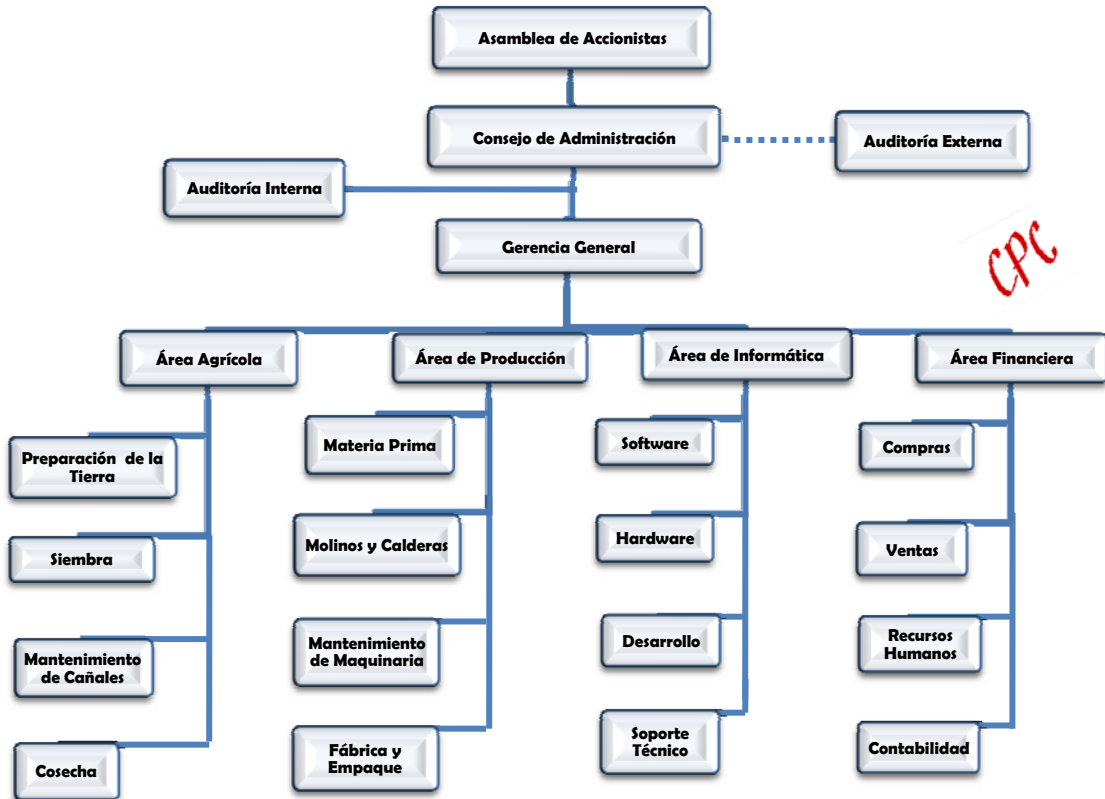 Asamblea de Accionistas
Consejo de Administración
Auditoría Externa
Auditoría Interna
Gerencia General
CPC
Área Agrícola
Área de Producción
Área de Informática
Área Financiera
Preparación de la
Tierra
Siembra
Mantenimiento
de Cañales
Cosecha
Materia Prima
Molinos y Calderas
Mantenimiento
de Maquinaria
Fábrica y
Empaque
Software
Hardware
Desarrollo
Soporte
Técnico
Compras
Ventas
Recursos
Humanos
Contabilidad